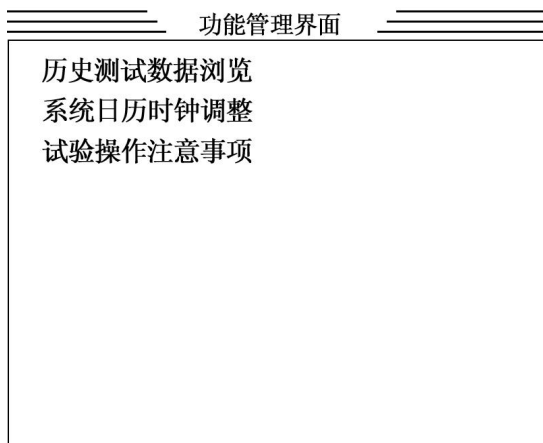 功能管理界面
历史测试数据浏览
系统日历时钟调整
试验操作注意事项